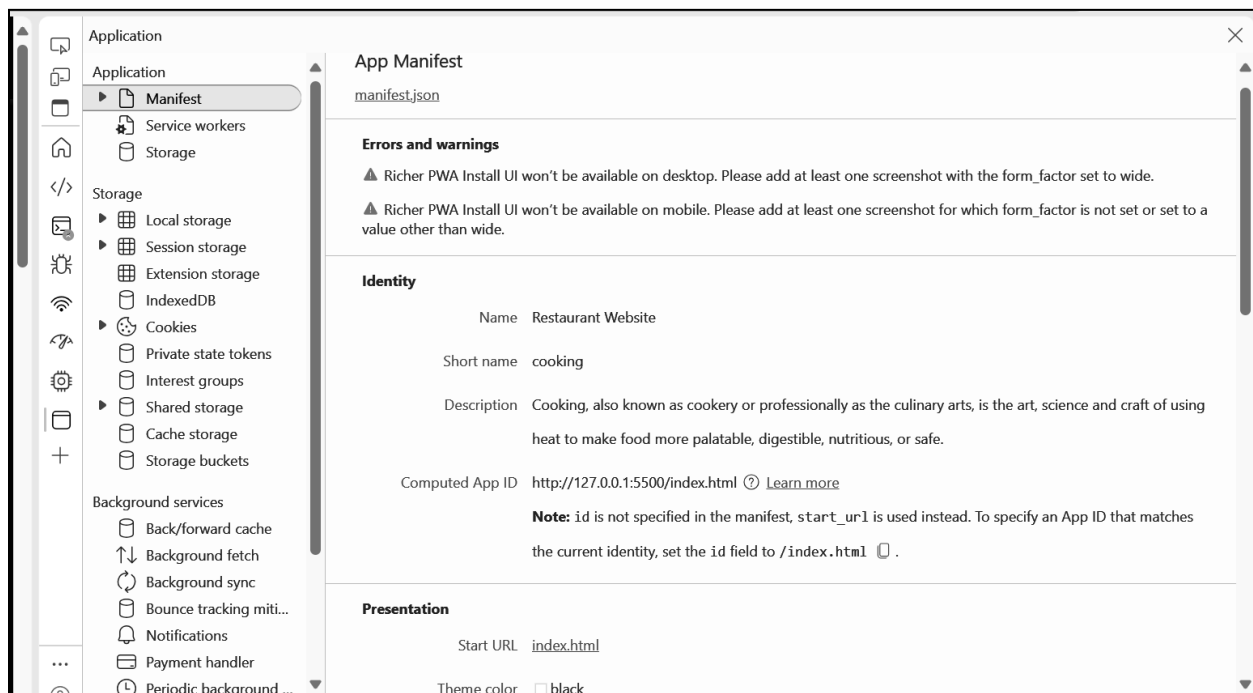 Application
Application
Manifest
Service workers
Storage
Storage
Local storage
Session storage
Extension storage
IndexedDB
Cookies
Private state tokens
Interest groups
Shared storage
Cache storage
Storage buckets
Background services
Back/forward cache
Background fetch
Background sync
Bounce tracking miti...
Notifications
Payment handler
Periodic background ...
App Manifest
manifest.json
Errors and warnings
Richer PWA Install UI won't be available on desktop. Please add at least one screenshot with the form_factor set to wide.
Richer PWA Install UI won't be available on mobile. Please add at least one screenshot for which form_factor is not set or set to a
value other than wide.
Identity
Name Restaurant Website
Short name cooking
Description Cooking, also known as cookery or professionally as the culinary arts, is the art, science and craft of using
heat to make food more palatable, digestible, nutritious, or safe.
Computed App ID http://127.0.0.1:5500/index.html Learn more
Note: id is not specified in the manifest, start_url is used instead. To specify an App ID that matches
the current identity, set the id field to /index.html .
Presentation
Start URL index.html
Theme color black